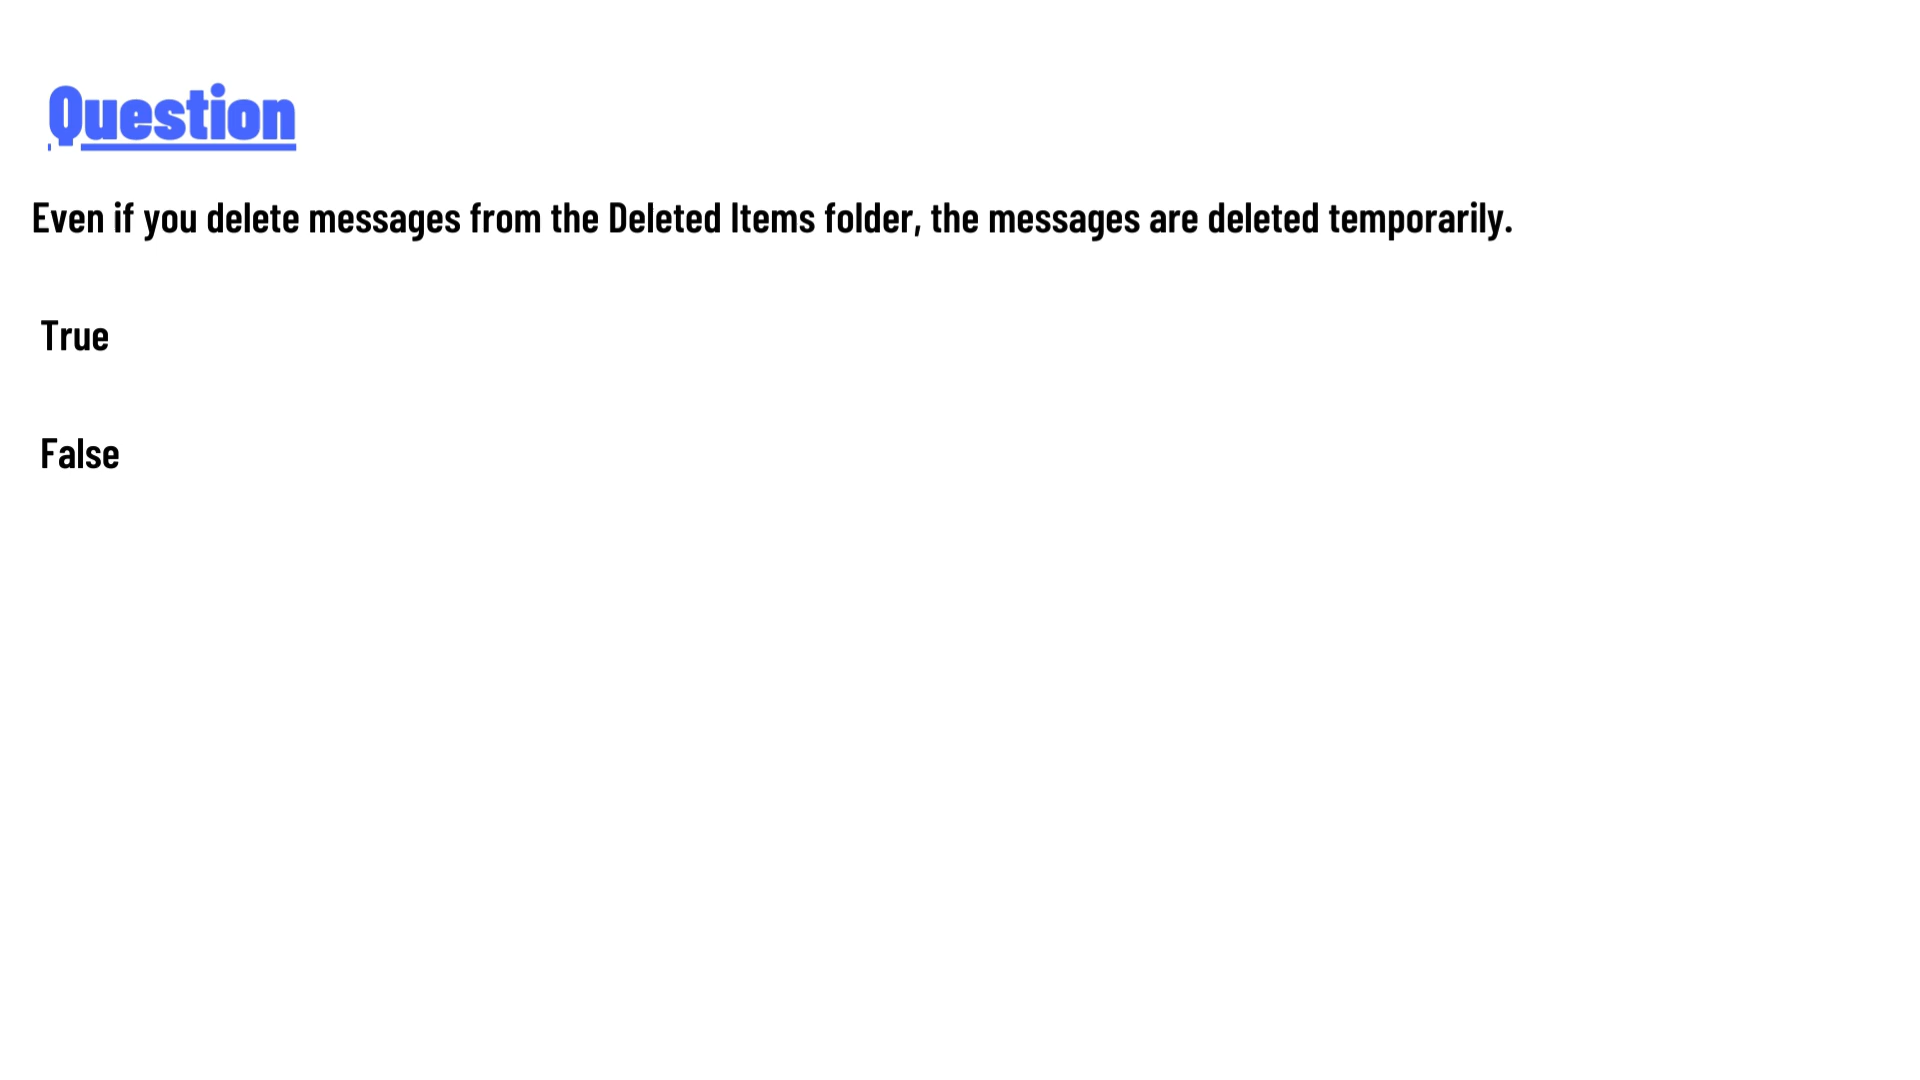 Question
Even if you delete messages from the Deleted Items folder, the messages are deleted temporarily.
True
False